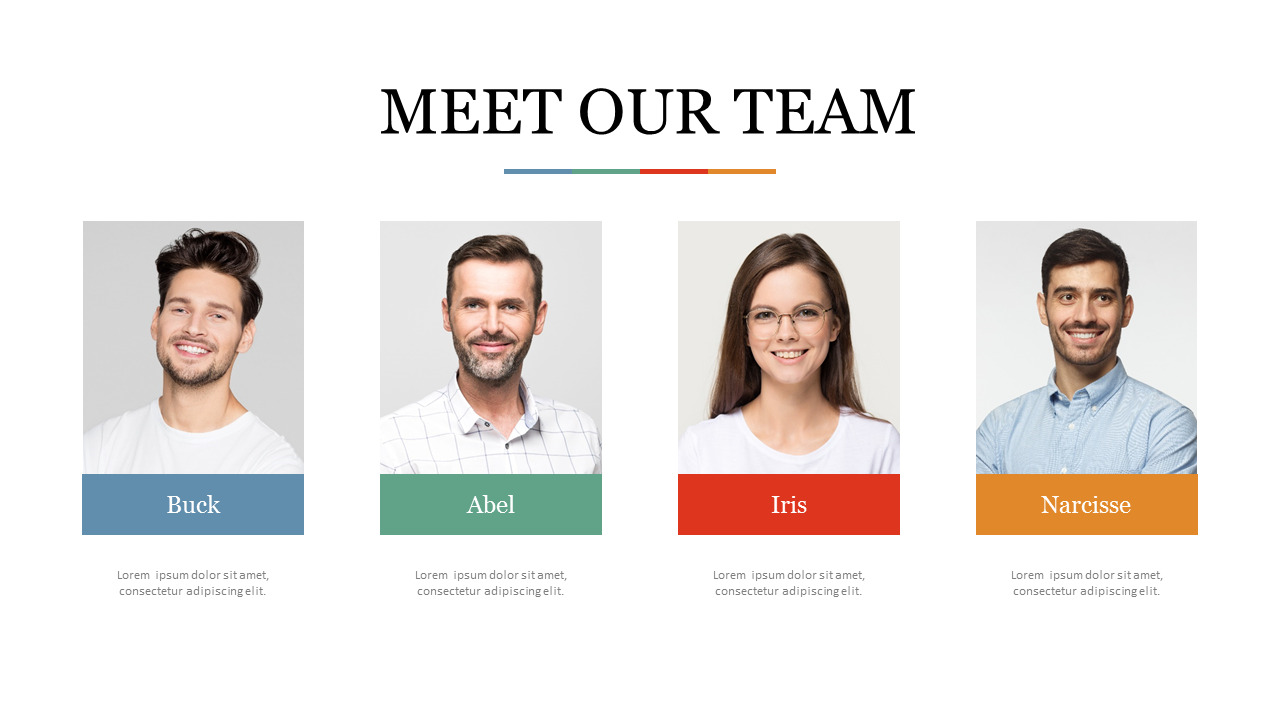 MEET OUR TEAM
Buck
Abel
Iris
Narcisse
Lorem ipsum dolor sit amet,
consectetur adipiscing elit.
Lorem ipsum dolor sit amet,
consectetur adipiscing elit.
Lorem ipsum dolor sit amet,
consectetur adipiscing elit.
Lorem ipsum dolor sit amet,
consectetur adipiscing elit.